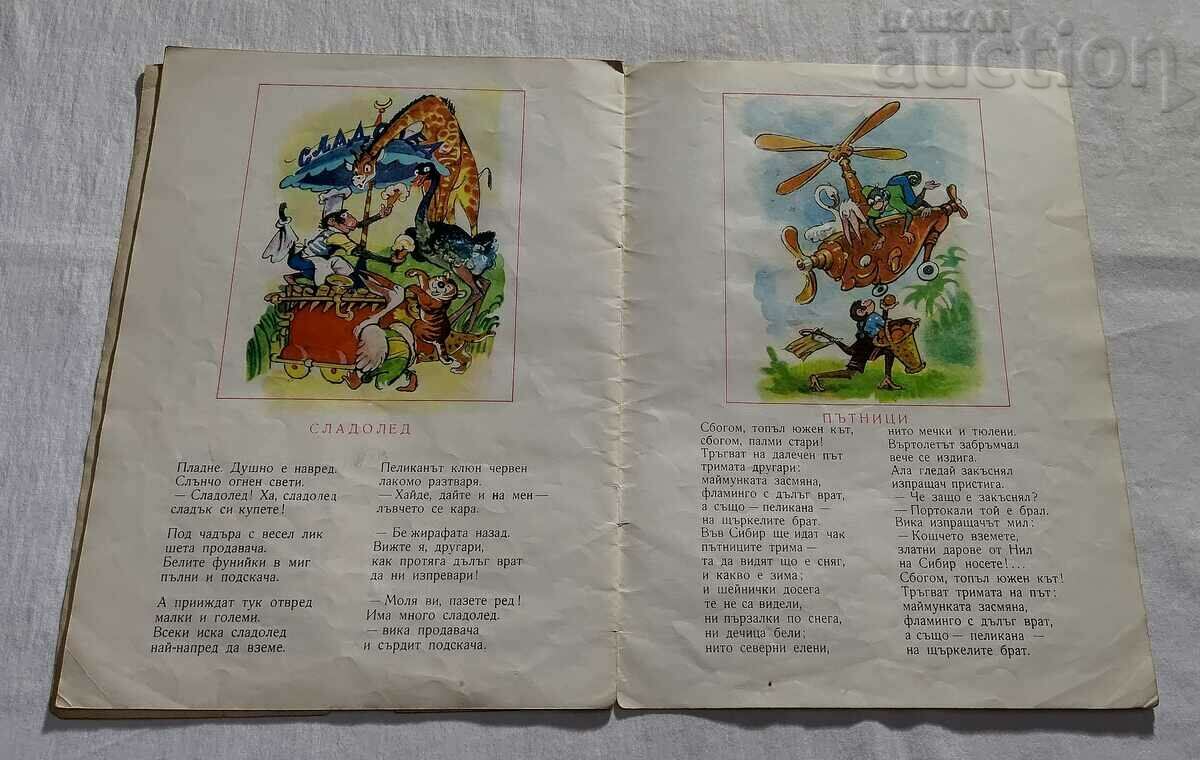 BALKAN
auction
СЛАДОЛЕД
Пладне. Душно е навред.
Слънчо огнен свети.
— Сладолед! Ха, сладолед
сладък си купете!
Под чадъра с весел лик
шета продавача.
Белите фунийки в миг
пълни и подскача.
А прииждат тук отвред
малки и големи.
Всеки иска сладолед
най-напред да вземе.
Пеликанът клюн червен
лакомо разтваря.
— Хайде, дайте и на мен —
лъвчето се кара.
— Бе жирафата назад.
Вижте я, другари,
как протяга дълъг врат
да ни изпревари!
— Моля ви, пазете ред!
Има много сладолед.
— вика продавача
и сърдит подскача.
ПЪТНИЦИ
Сбогом, топъл южен кът,
сбогом, палми стари!
Тръгват на далечен път
тримата другари:
маймунката засмяна,
фламинго с дълъг врат,
а също — пеликана —
на щъркелите брат.
Във Сибир ще идат чак
пътниците трима —
та да видят що е сняг,
и какво е зима;
и шейнички досега
те не са видели,
ни пързалки по снега,
ни дечица бели;
нито северни елени,
нито мечки и тюлени.
Въртолетът забръмчал
вече се издига.
Ала гледай закъснял
изпращач пристига.
— Че защо е закъснял?
— Портокали той е брал.
Вика изпращачът мил:
— Кошчето вземете,
златни дарове от Нил
на Сибир носете!...
Сбогом, топъл южен кът!
Тръгват тримата на път:
маймунката засмяна,
фламинго с дълъг врат,
а също — пеликана —
на щъркелите брат.